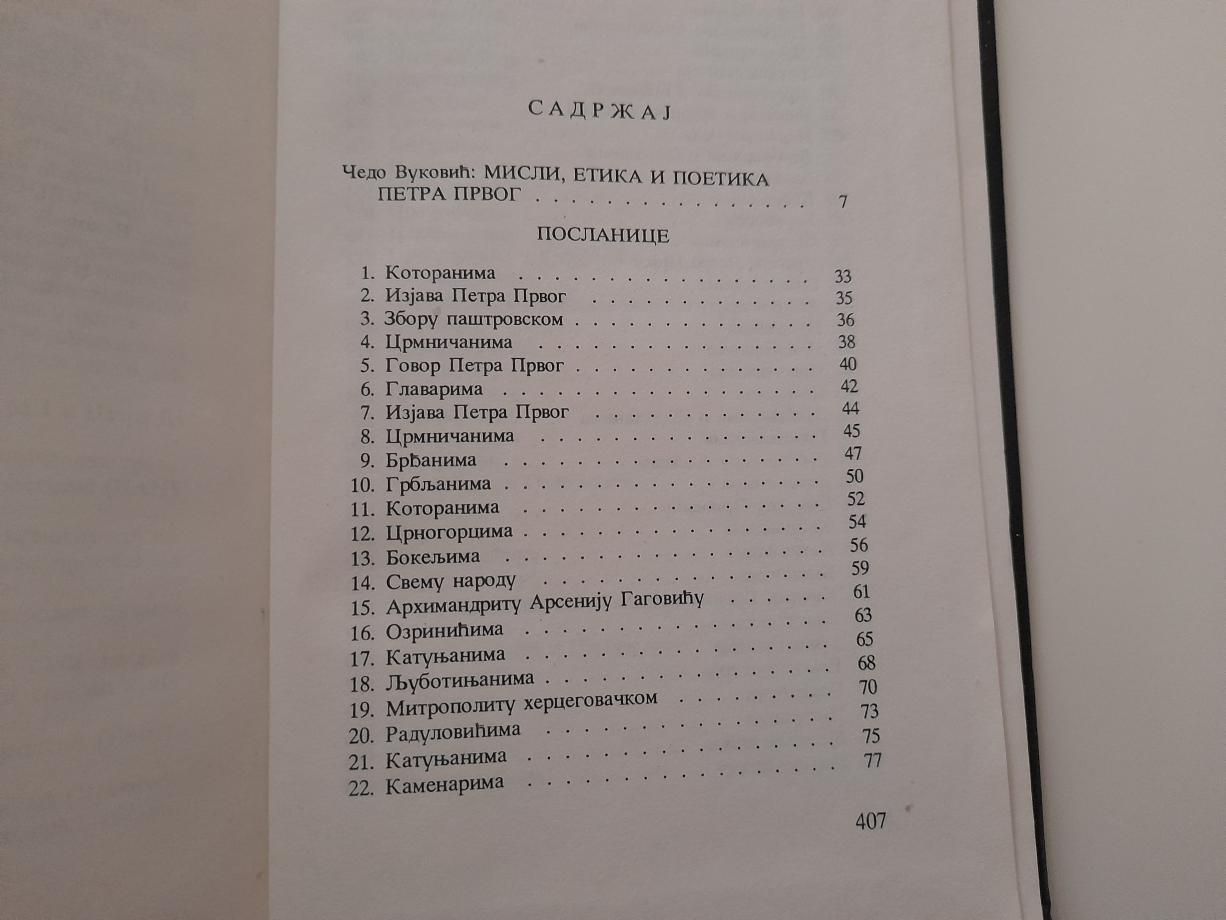 САДРЖАЈ
Чедо Вуковић: МИСЛИ, ЕТИКА И ПОЕТИКА
ПЕТРА ПРВОГ . . . . . . . . . . . . . . . . 7
ПОСЛАНИЦЕ
1. Которанима . . . . . . . . . . . . . . . . 33
2. Изјава Петра Првог . . . . . . . . . . . . 35
3. Збору паштровском . . . . . . . . . . . . . 36
4. Црмничанима . . . . . . . . . . . . . . . 38
5. Говор Петра Првог . . . . . . . . . . . . . 40
6. Главарима . . . . . . . . . . . . . . . . . 42
7. Изјава Петра Првог . . . . . . . . . . . . 44
8. Црмничанима . . . . . . . . . . . . . . . 45
9. Брђанима . . . . . . . . . . . . . . . . . 47
10. Грбљанима . . . . . . . . . . . . . . . . . 50
11. Которанима . . . . . . . . . . . . . . . . 52
12. Црногорцима . . . . . . . . . . . . . . . . 54
13. Бокељима . . . . . . . . . . . . . . . . . 56
14. Свему народу . . . . . . . . . . . . . . . 59
15. Архимандриту Арсенију Гаговићу . . . . . . 61
16. Озринићима . . . . . . . . . . . . . . . . 63
17. Катуњанима . . . . . . . . . . . . . . . . 65
18. Љуботињанима . . . . . . . . . . . . . . . 68
19. Митрополиту херцеговачком . . . . . . . . 70
20. Радуловићима . . . . . . . . . . . . . . . 73
21. Катуњанима . . . . . . . . . . . . . . . . 75
22. Каменарима . . . . . . . . . . . . . . . . 77
407